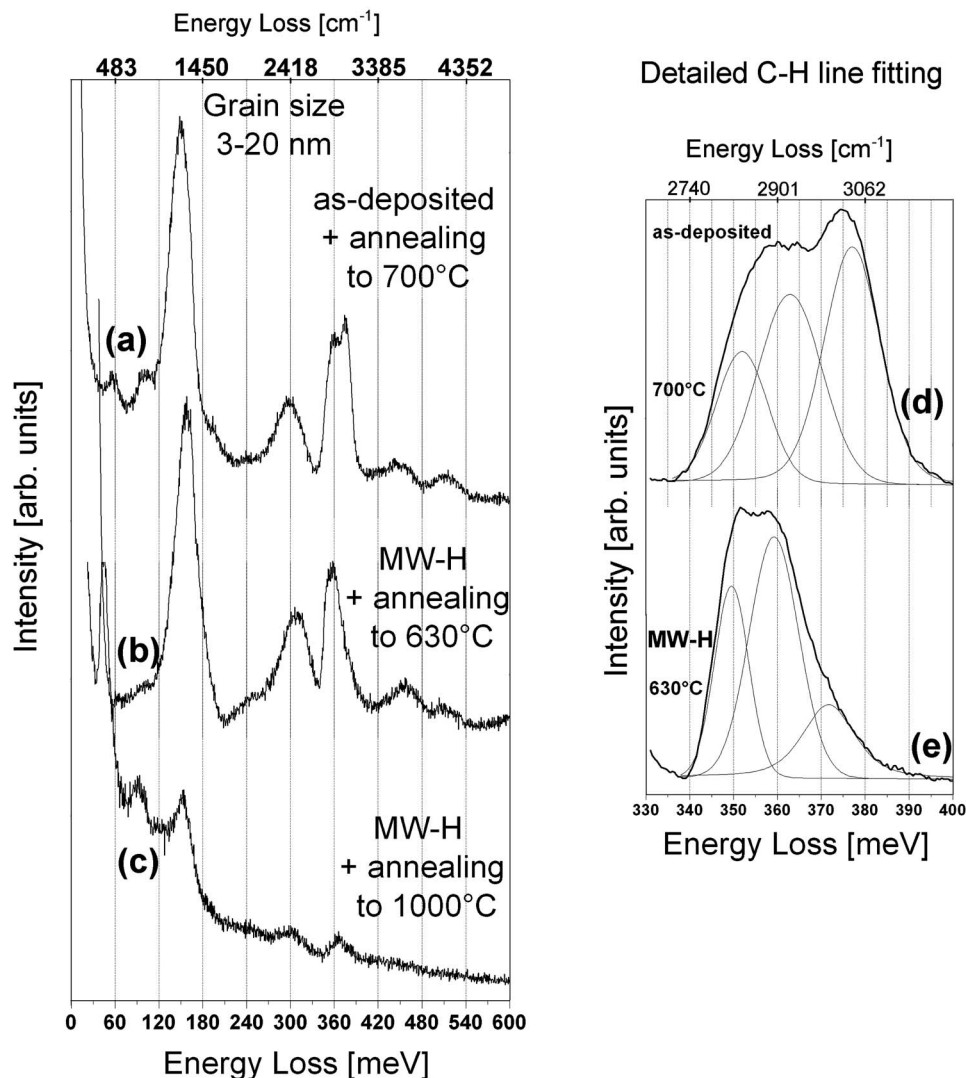 Energy Loss [cm⁻¹]
483 1450 2418 3385 4352
Grain size
3-20 nm
as-deposited
+ annealing
to 700°C
(a)
MW-H
+ annealing
to 630°C
(b)
MW-H
+ annealing
to 1000°C
(c)
Intensity [arb. units]
0 60 120 180 240 300 360 420 480 540 600
Energy Loss [meV]
Detailed C-H line fitting
Energy Loss [cm⁻¹]
2740 2901 3062
as-deposited
700°C
(d)
MW-H
630°C
(e)
Intensity [arb. units]
330 340 350 360 370 380 390 400
Energy Loss [meV]